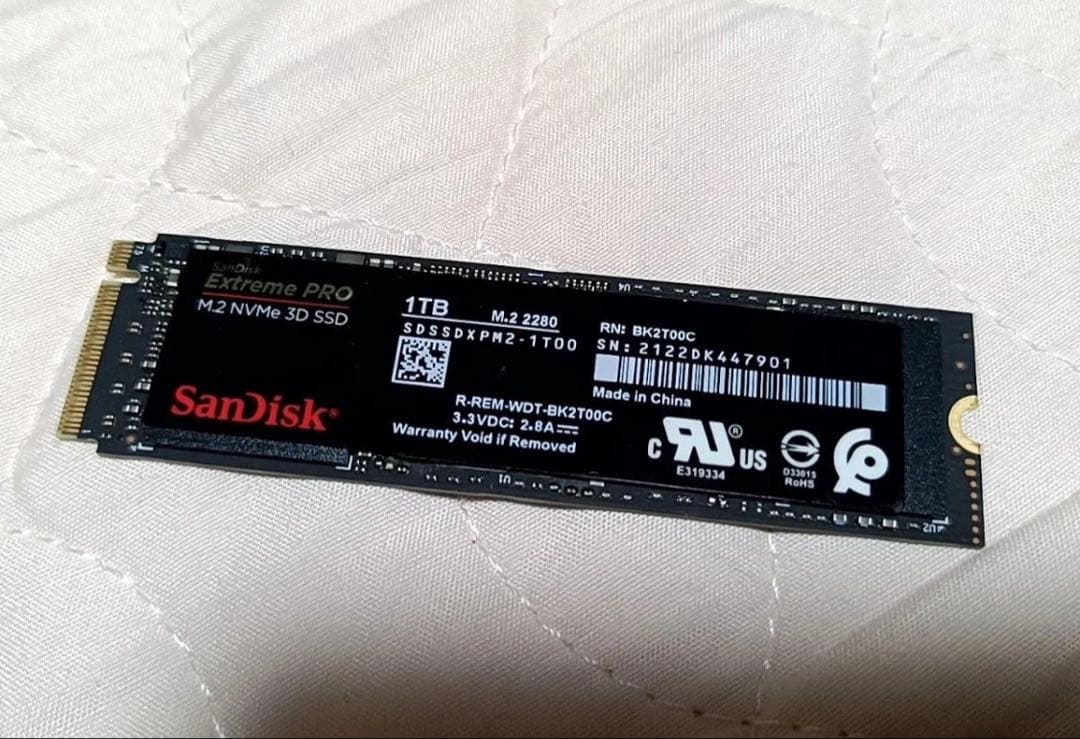 SanDisk
Extreme PRO
M.2 NVMe 3D SSD
SanDisk®
1TB
M.2 2280
SDSSDXPM2-1T00
R-REM-WDT-BK2T00C
3.3VDC: 2.8A
Warranty Void if Removed
RN: BK2T00C
SN: 2122DK447901
Made in China
c RU® US
E319334
D33015
RoHS